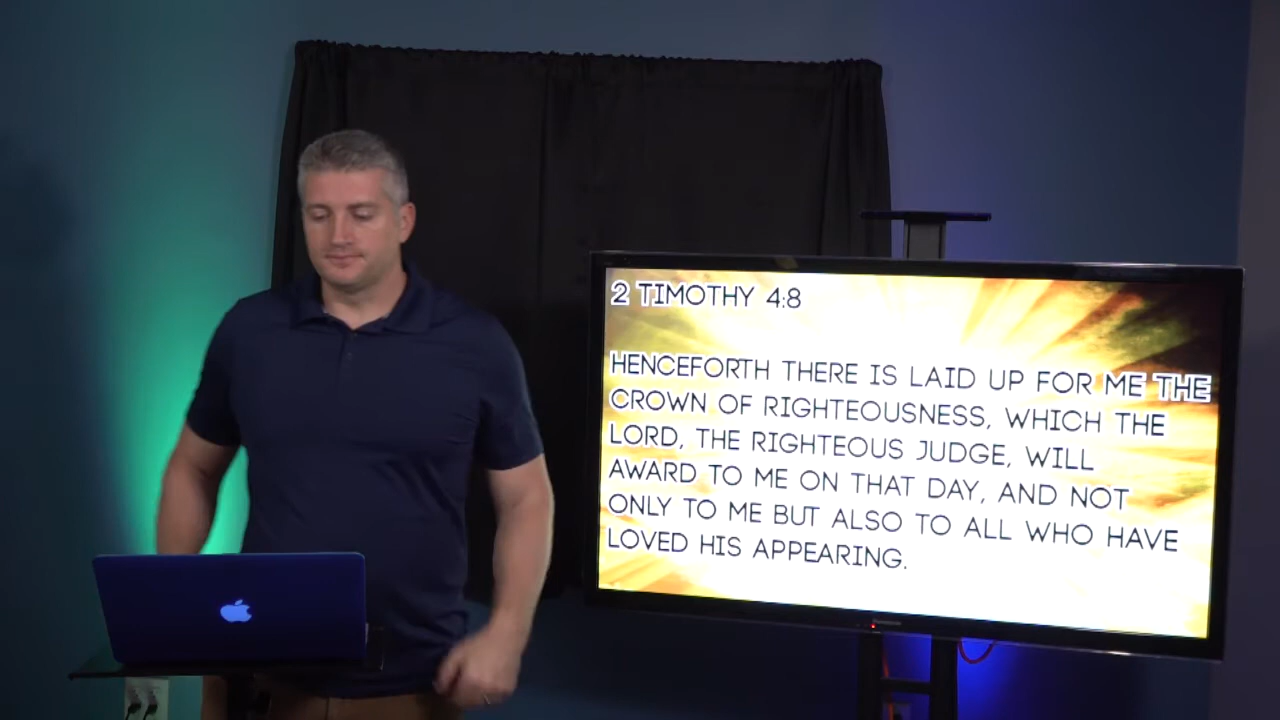 2 TIMOTHY 4:8
HENCEFORTH THERE IS LAID UP FOR ME THE
CROWN OF RIGHTEOUSNESS, WHICH THE
LORD, THE RIGHTEOUS JUDGE, WILL
AWARD TO ME ON THAT DAY, AND NOT
ONLY TO ME BUT ALSO TO ALL WHO HAVE
LOVED HIS APPEARING.